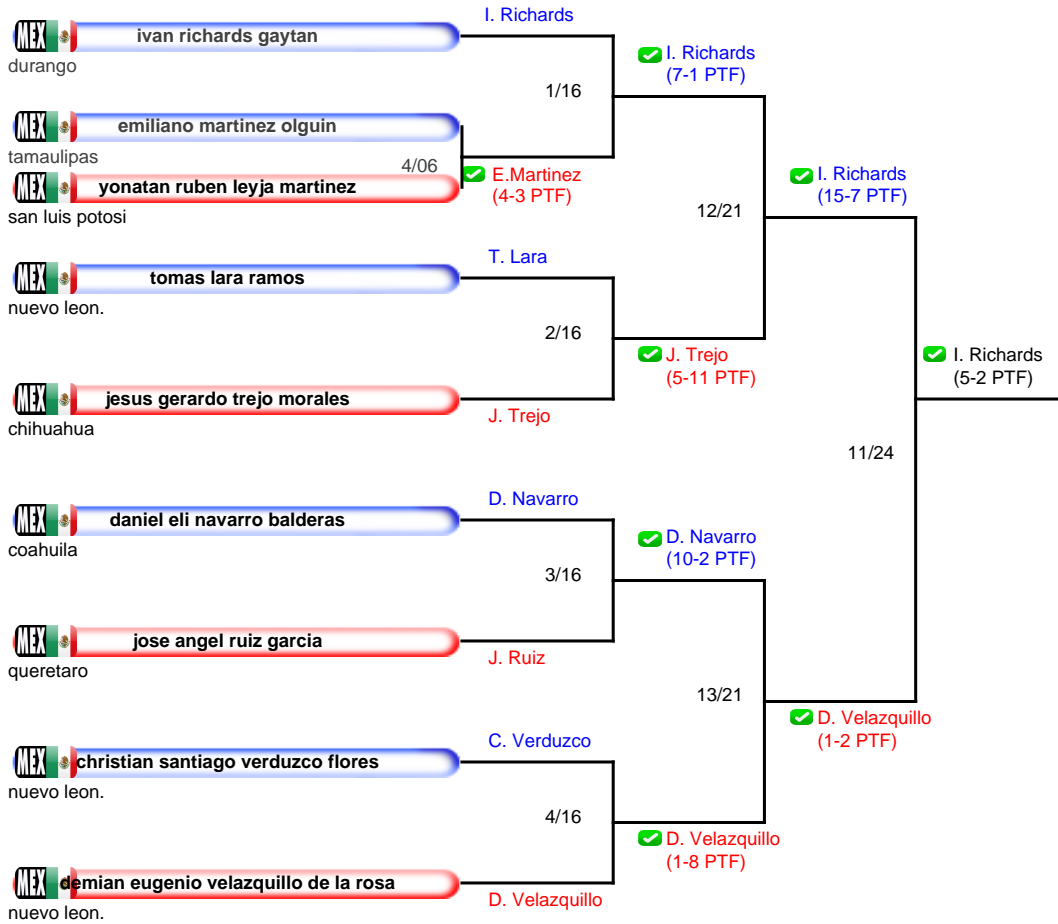 I. Richards
MEX ivan richards gaytan
durango
I. Richards
(7-1 PTF)
1/16
MEX emiliano martinez olguin
tamaulipas
4/06
E.Martinez
(4-3 PTF)
MEX yonatan ruben leyja martinez
san luis potosi
I. Richards
(15-7 PTF)
12/21
T. Lara
MEX tomas lara ramos
nuevo leon.
2/16
J. Trejo
(5-11 PTF)
I. Richards
(5-2 PTF)
MEX jesus gerardo trejo morales
J. Trejo
chihuahua
11/24
D. Navarro
MEX daniel eli navarro balderas
coahuila
D. Navarro
(10-2 PTF)
3/16
MEX jose angel ruiz garcia
J. Ruiz
queretaro
13/21
D. Velazquillo
(1-2 PTF)
C. Verduzco
MEX christian santiago verduzco flores
nuevo leon.
4/16
D. Velazquillo
(1-8 PTF)
MEX demian eugenio velazquillo de la rosa
D. Velazquillo
nuevo leon.